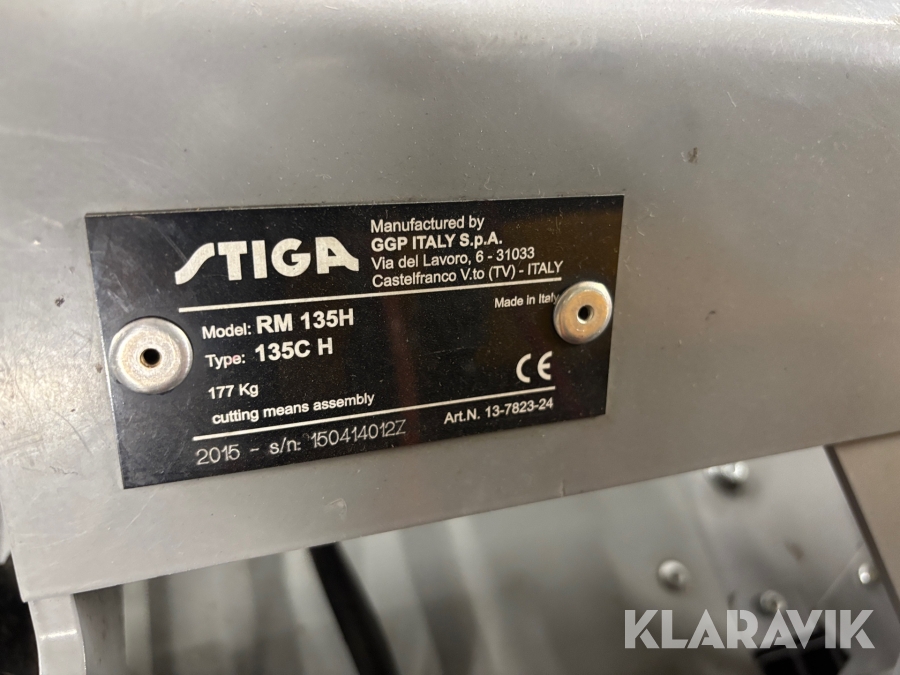 STIGA
Manufactured by
GGP ITALY S.p.A.
Via del Lavoro, 6 - 31033
Castelfranco V.to (TV) - ITALY
Made in Italy
Model: RM 135H
Type: 135C H
177 Kg
cutting means assembly
CE
Art.N. 13-7823-24
2015 - s/n: 150414012Z
KLARAVIK